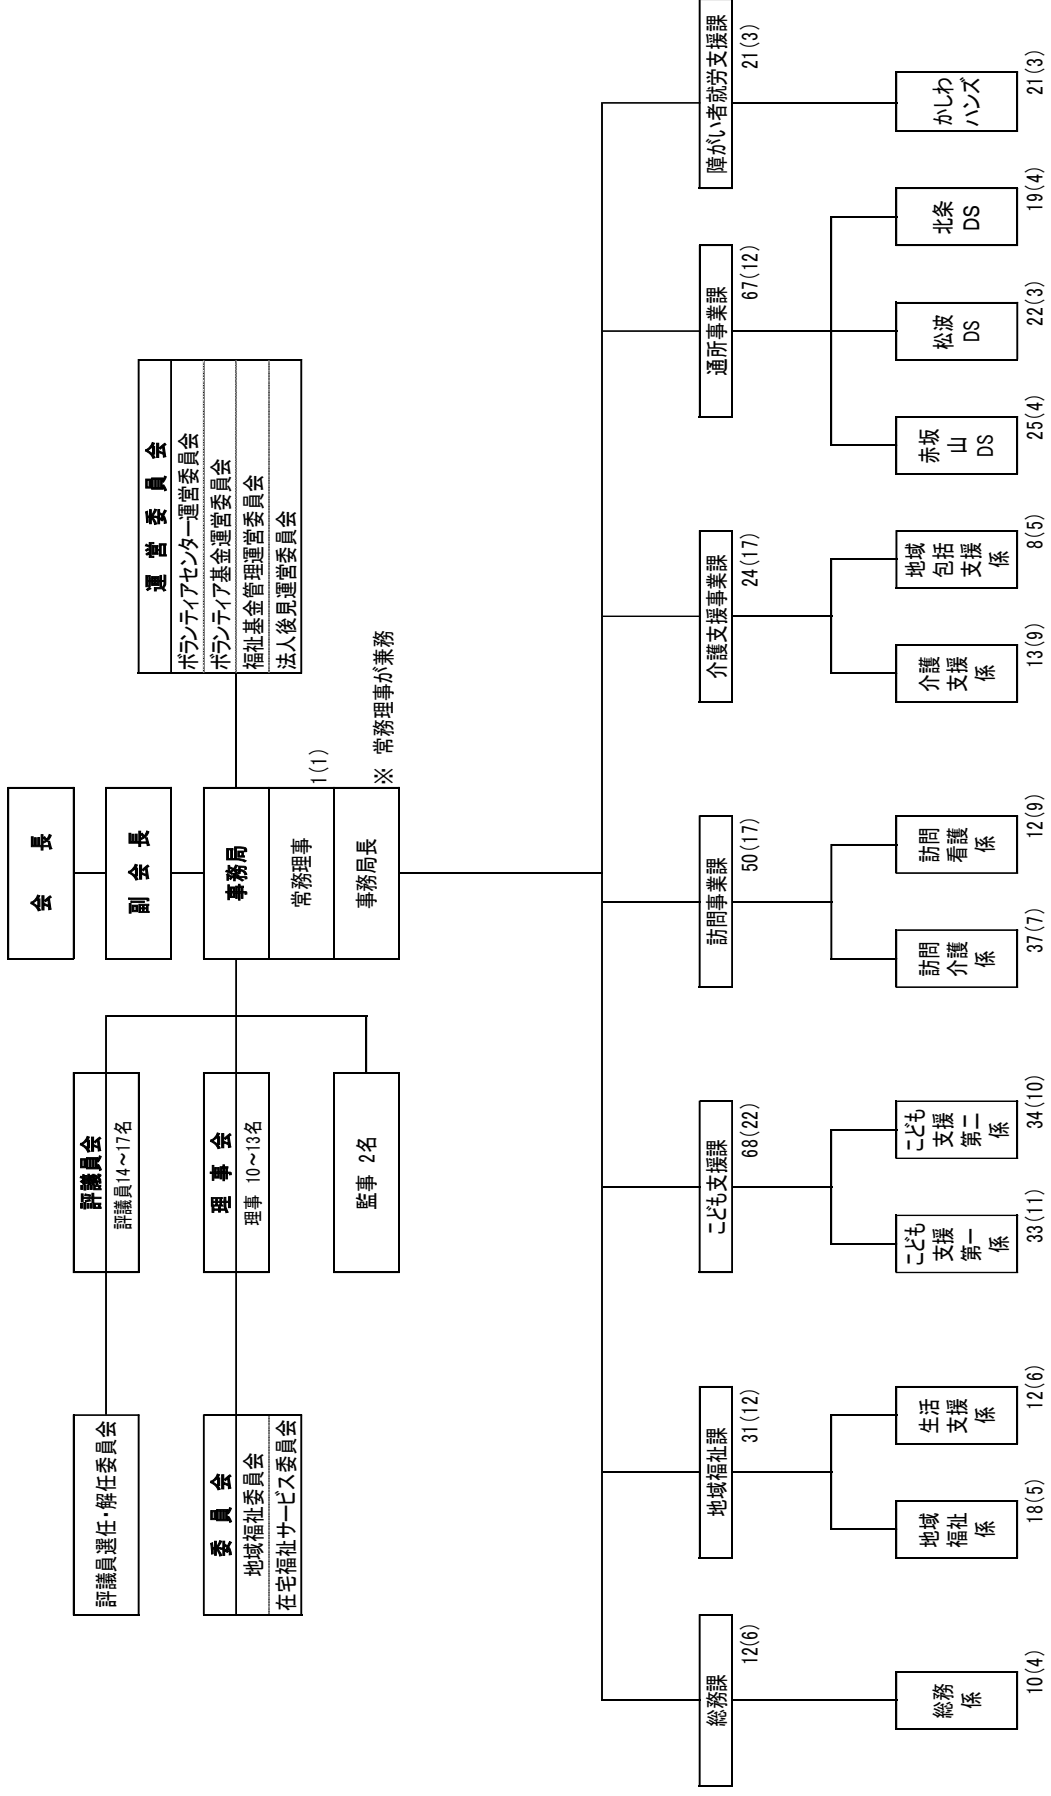 会長
副会長
事務局
常務理事
1(1)
事務局長
※ 常務理事が兼務
運営委員会
ボランティアセンター運営委員会
ボランティア基金運営委員会
福祉基金管理運営委員会
法人後見運営委員会
評議員会
評議員14～17名
理事会
理事 10～13名
監事 2名
評議員選任・解任委員会
委員会
地域福祉委員会
在宅福祉サービス委員会
総務課
12(6)
地域福祉課
31(12)
こども支援課
68(22)
訪問事業課
50(17)
介護支援事業課
24(17)
通所事業課
67(12)
障がい者就労支援課
21(3)
総務
係
10(4)
地域
福祉
係
18(5)
生活
支援
係
12(6)
こども
支援
第一
係
33(11)
こども
支援
第二
係
34(10)
訪問
介護
係
37(7)
訪問
看護
係
12(9)
介護
支援
係
13(9)
地域
包括
支援
係
8(5)
赤坂
山
DS
25(4)
松波
DS
22(3)
北条
DS
19(4)
かしわ
ハンズ
21(3)